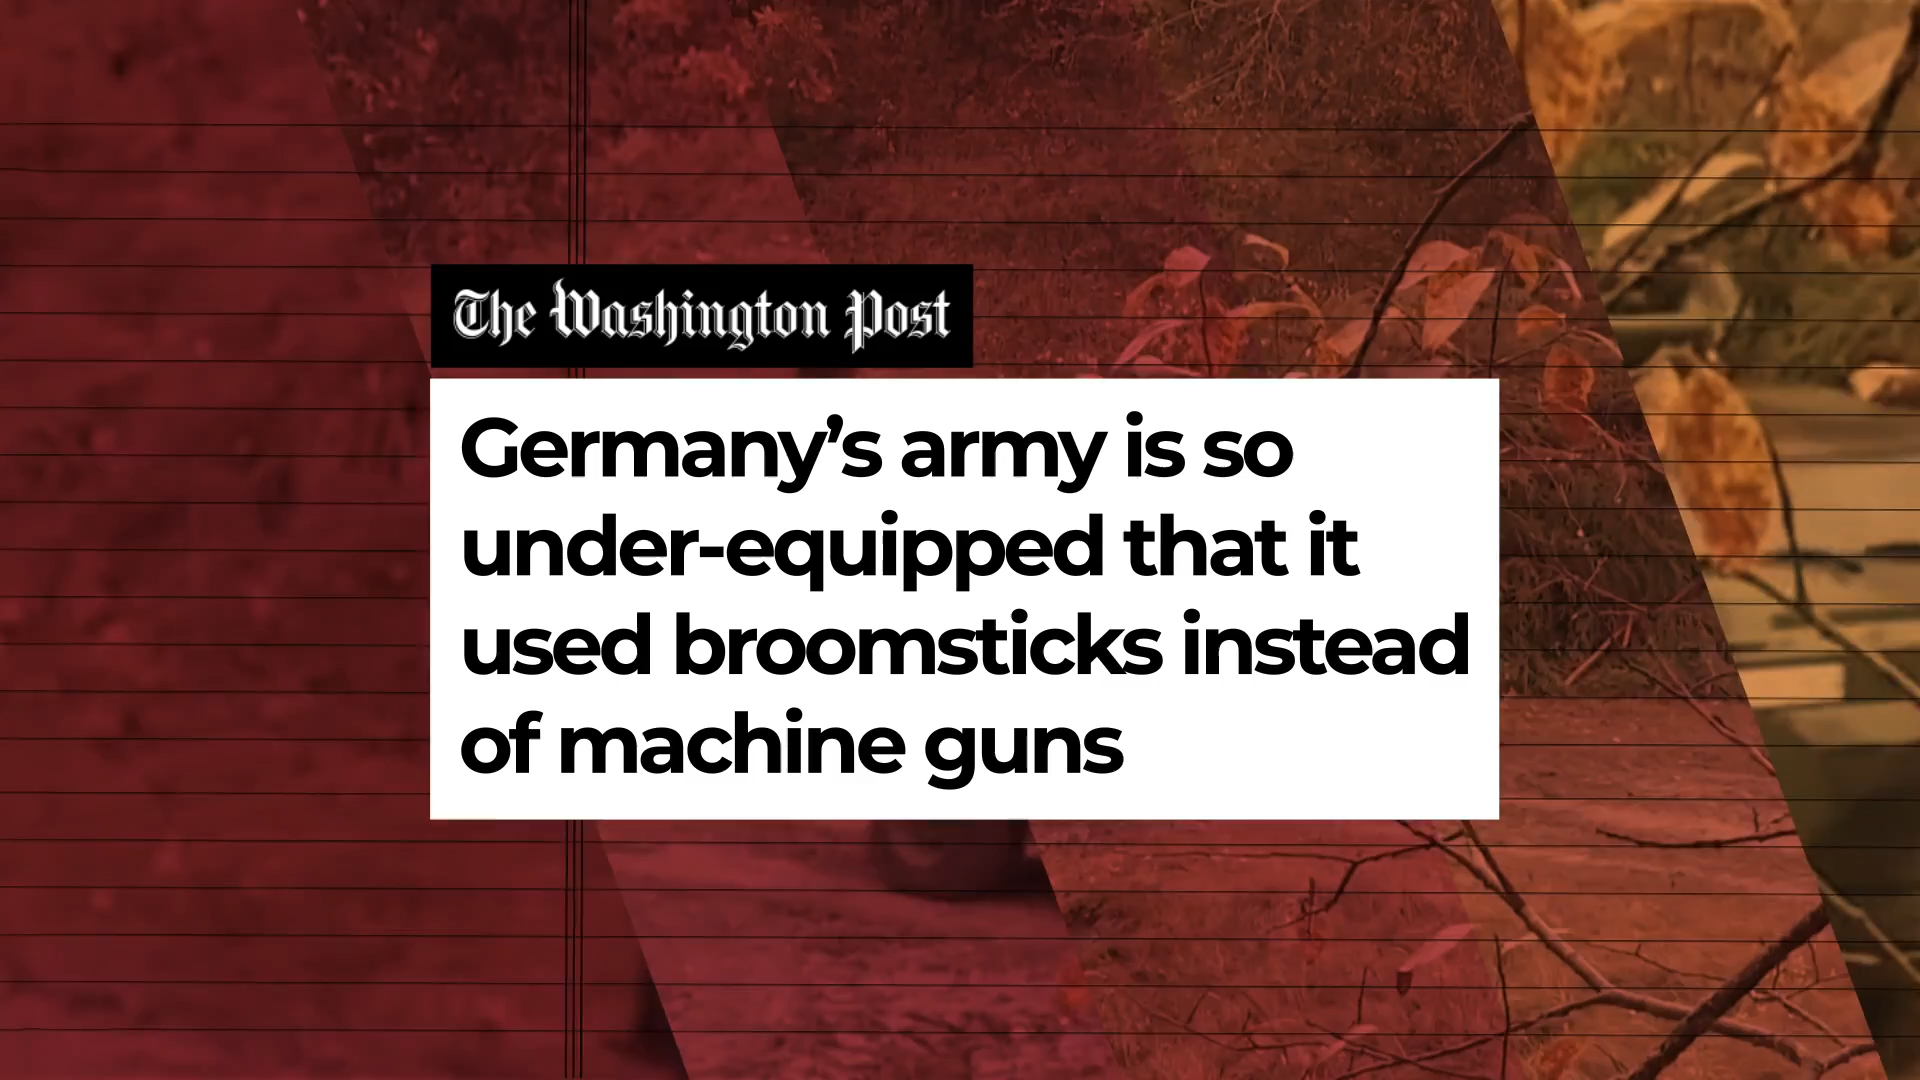 The Washington Post
Germany’s army is so
under-equipped that it
used broomsticks instead
of machine guns